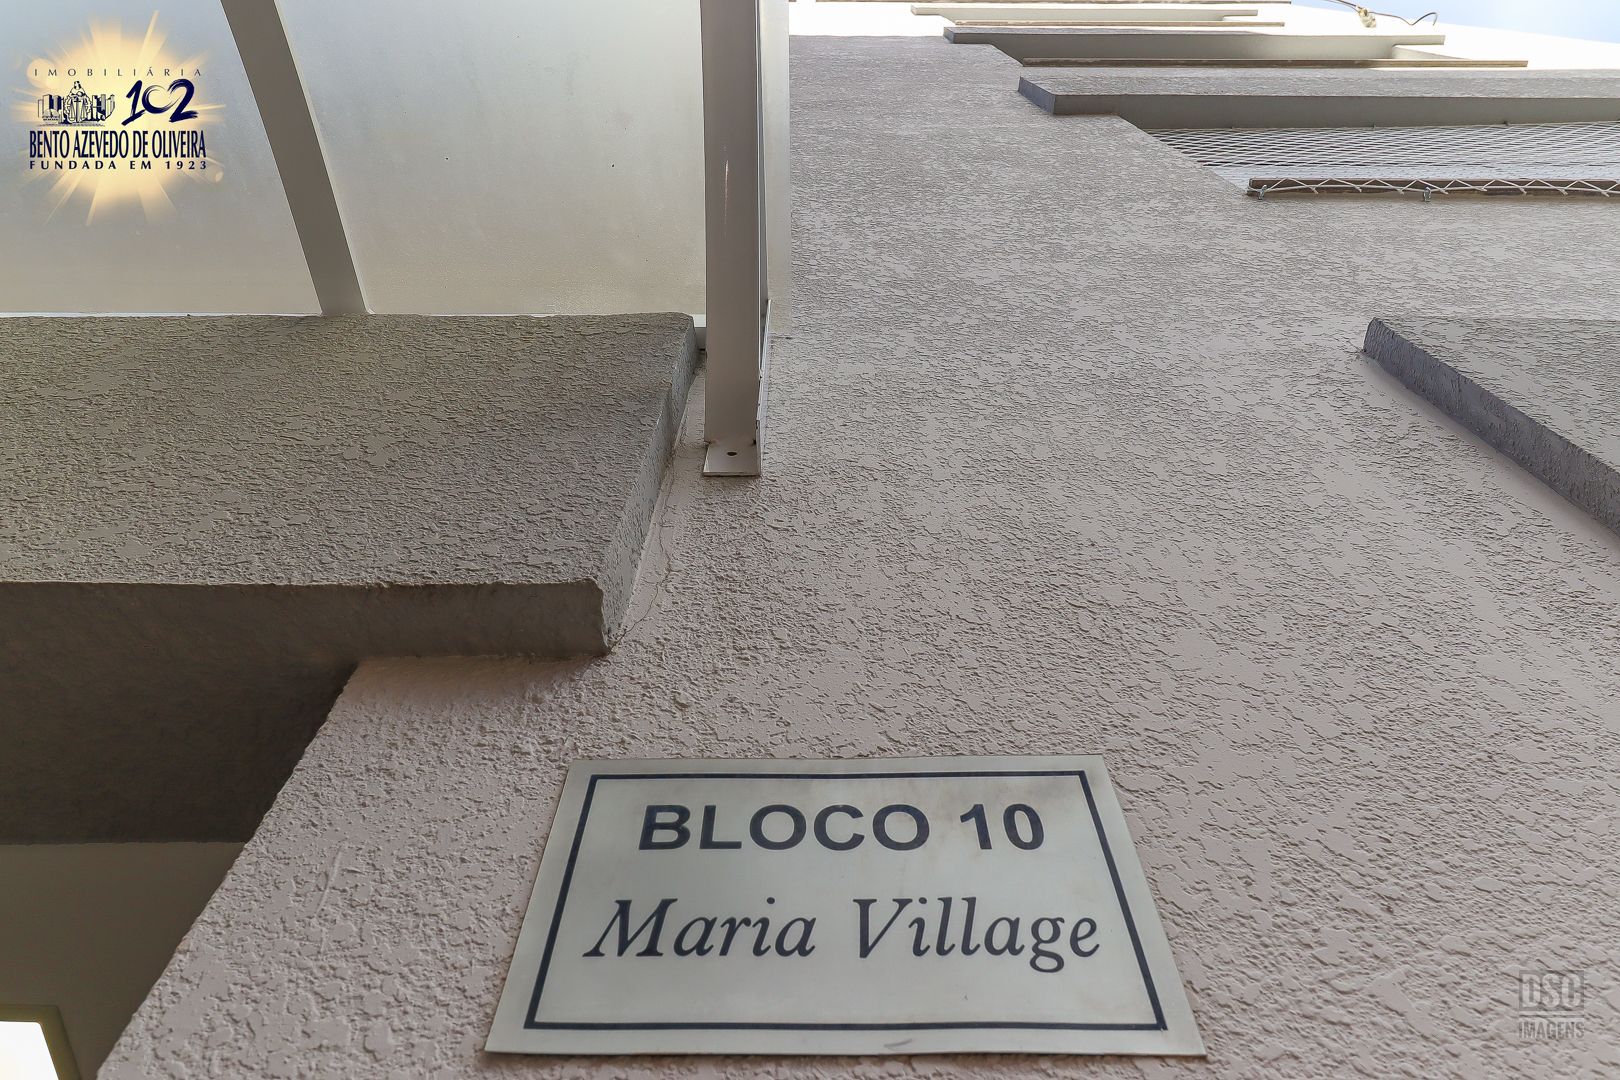 IMOBILIÁRIA
102
BENTO AZEVEDO DE OLIVEIRA
FUNDADA EM 1923
BLOCO 10
Maria Village
DSC
IMAGENS